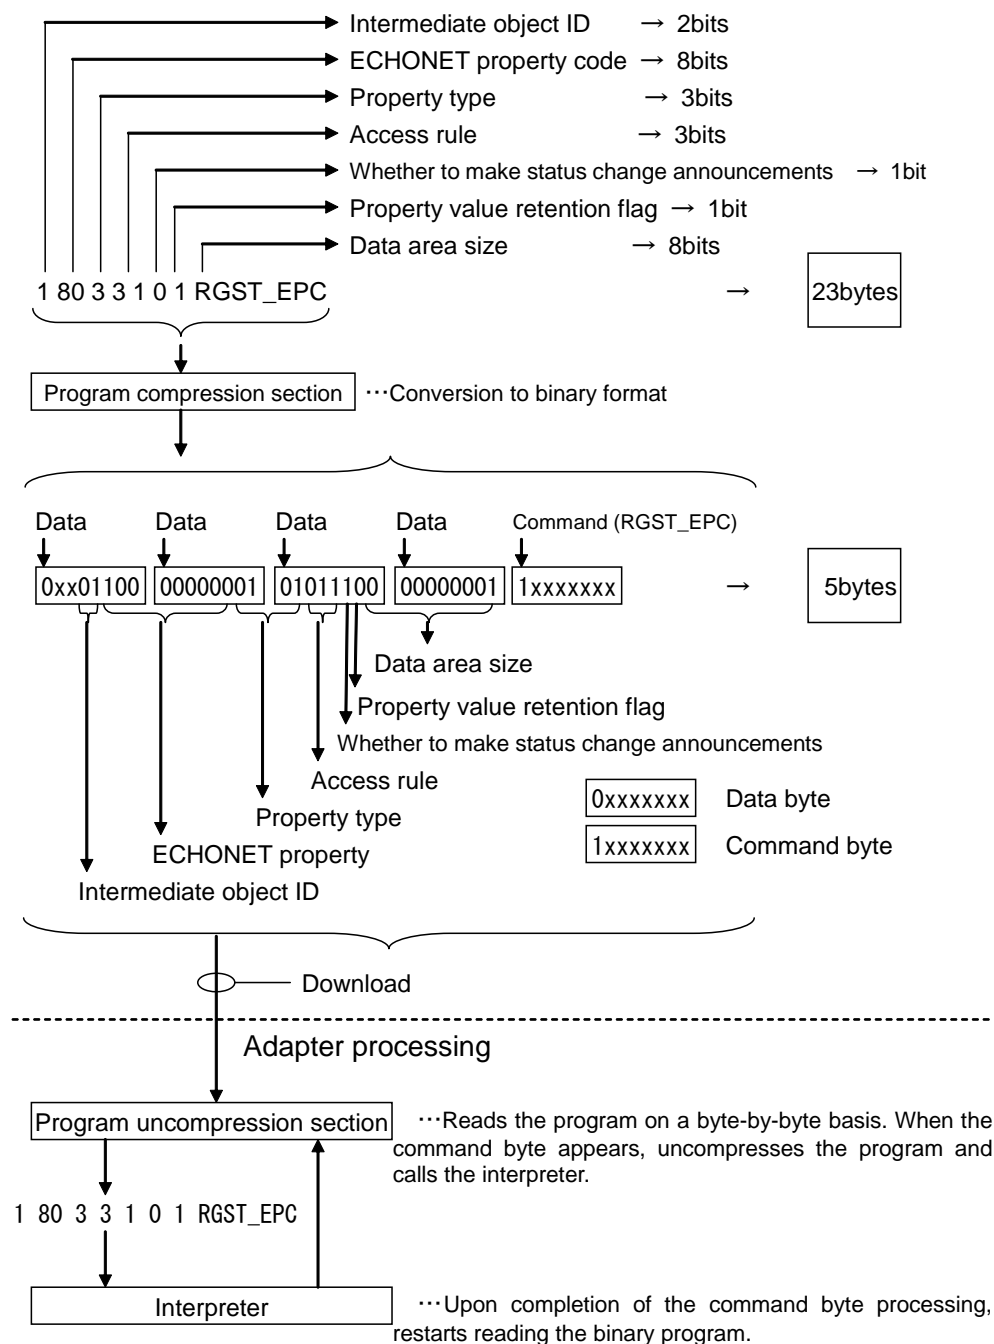 Intermediate object ID → 2bits
ECHONET property code → 8bits
Property type → 3bits
Access rule → 3bits
Whether to make status change announcements → 1bit
Property value retention flag → 1bit
Data area size → 8bits
1 80 3 3 1 0 1 RGST_EPC → 23bytes
Program compression section ···Conversion to binary format
Data Data Data Data Command (RGST_EPC)
0xx01100 00000001 01011100 00000001 1xxxxxxx → 5bytes
Data area size
Property value retention flag
Whether to make status change announcements
Access rule
0xxxxxxx Data byte
Property type
1xxxxxxx Command byte
ECHONET property
Intermediate object ID
Download
Adapter processing
Program uncompression section ···Reads the program on a byte-by-byte basis. When the
command byte appears, uncompresses the program and
calls the interpreter.
1 80 3 3 1 0 1 RGST_EPC
Interpreter ···Upon completion of the command byte processing,
restarts reading the binary program.